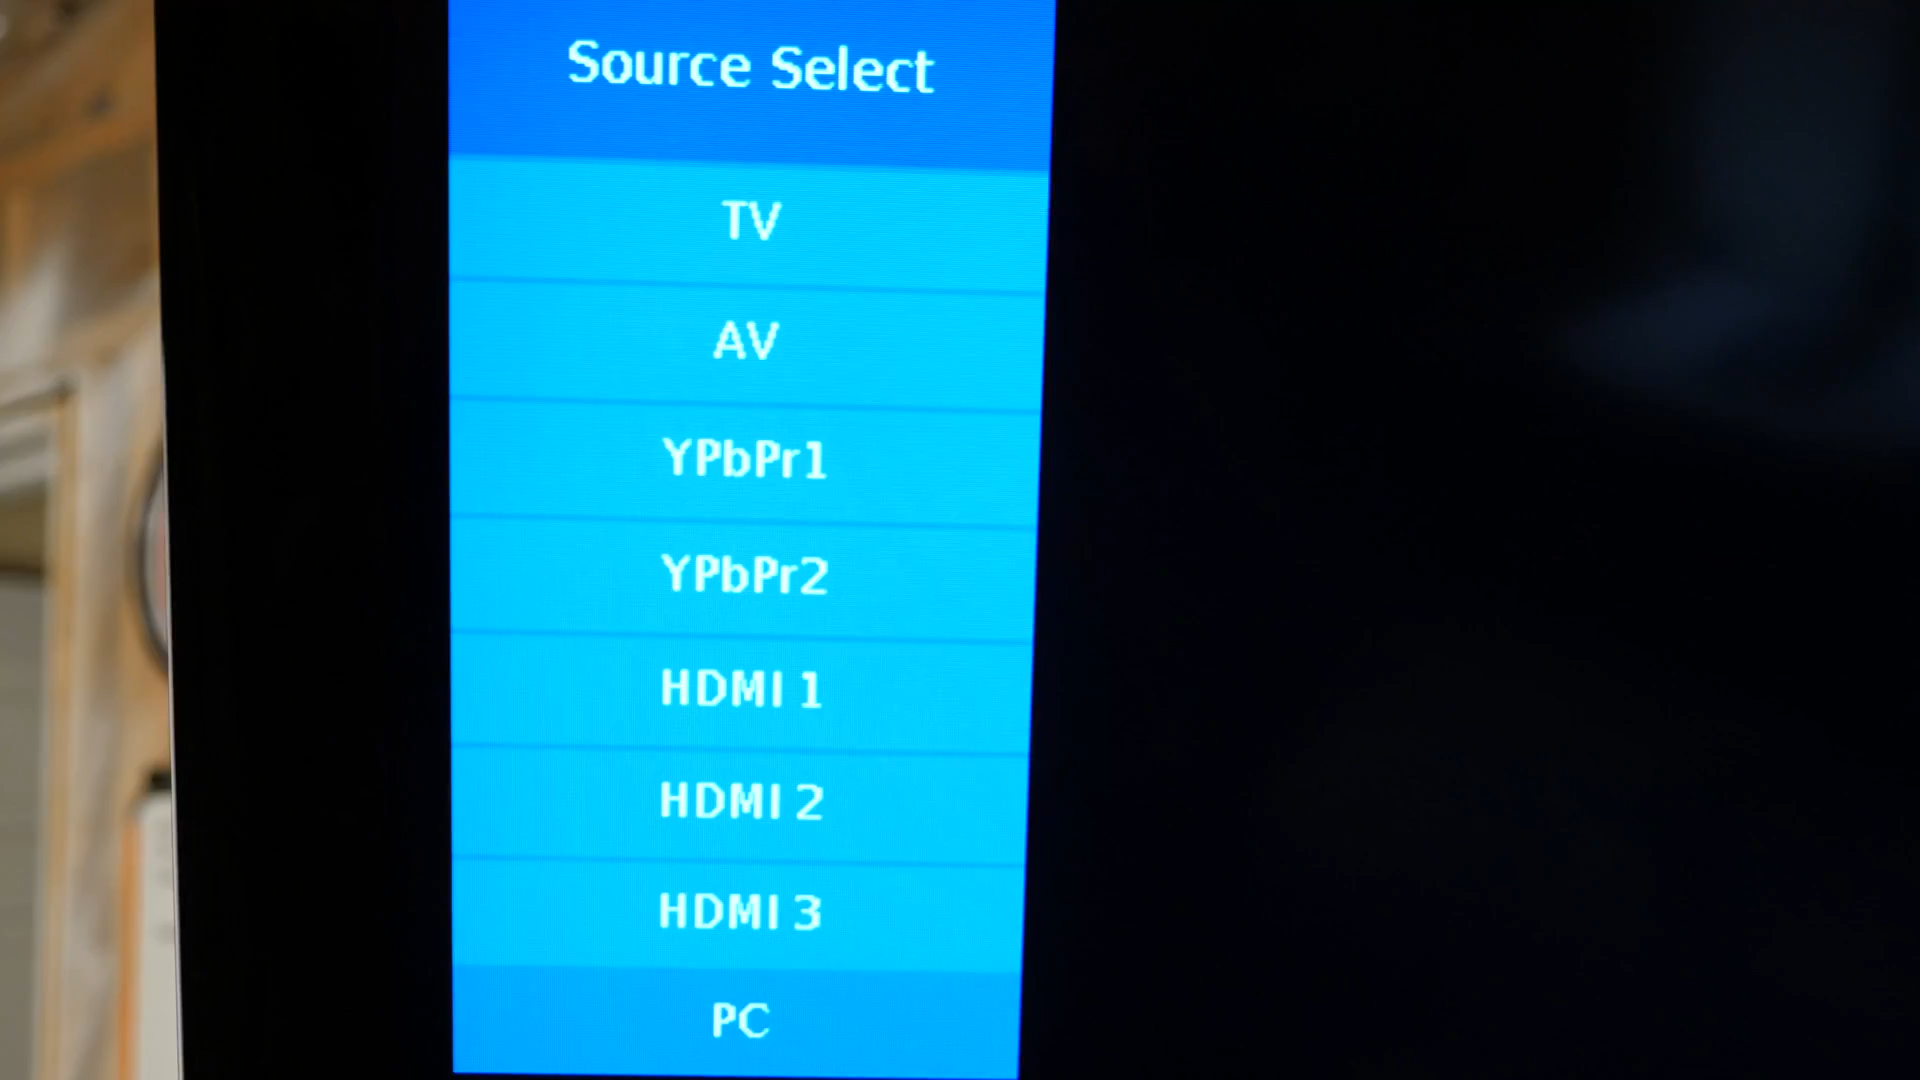 Source Select
TV
AV
YPbPr1
YPbPr2
HDMI 1
HDMI 2
HDMI 3
PC